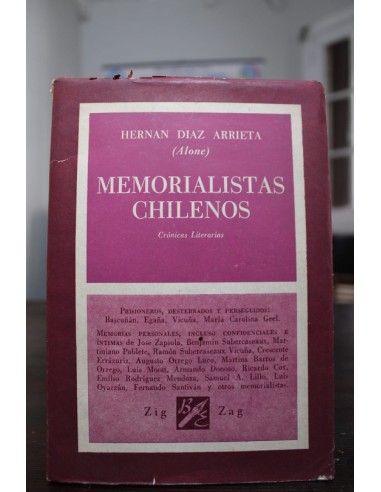 HERNAN DIAZ ARRIETA
(Alone)
MEMORIALISTAS
CHILENOS
Crónicas Literarias
PRISIONEROS, DESTERRADOS Y PERSEGUIDOS:
Bascuñán, Egaña, Vicuña, María Carolina Geel.
MEMORIAS PERSONALES, INCLUSO CONFIDENCIALES E
ÍNTIMAS de José Zapiola, Benjamín Subercaseaux, Mar-
tiniano Poblete, Ramón Subercaseaux Vicuña, Crescente
Errázuriz, Augusto Orrego Luco, Martina Barros de
Orrego, Luis Montt, Armando Donoso, Ricardo Cox,
Emilio Rodríguez Mendoza, Samuel A. Lillo, Luis
Oyarzún, Fernando Santiván y otros memorialistas.
Zig Zag